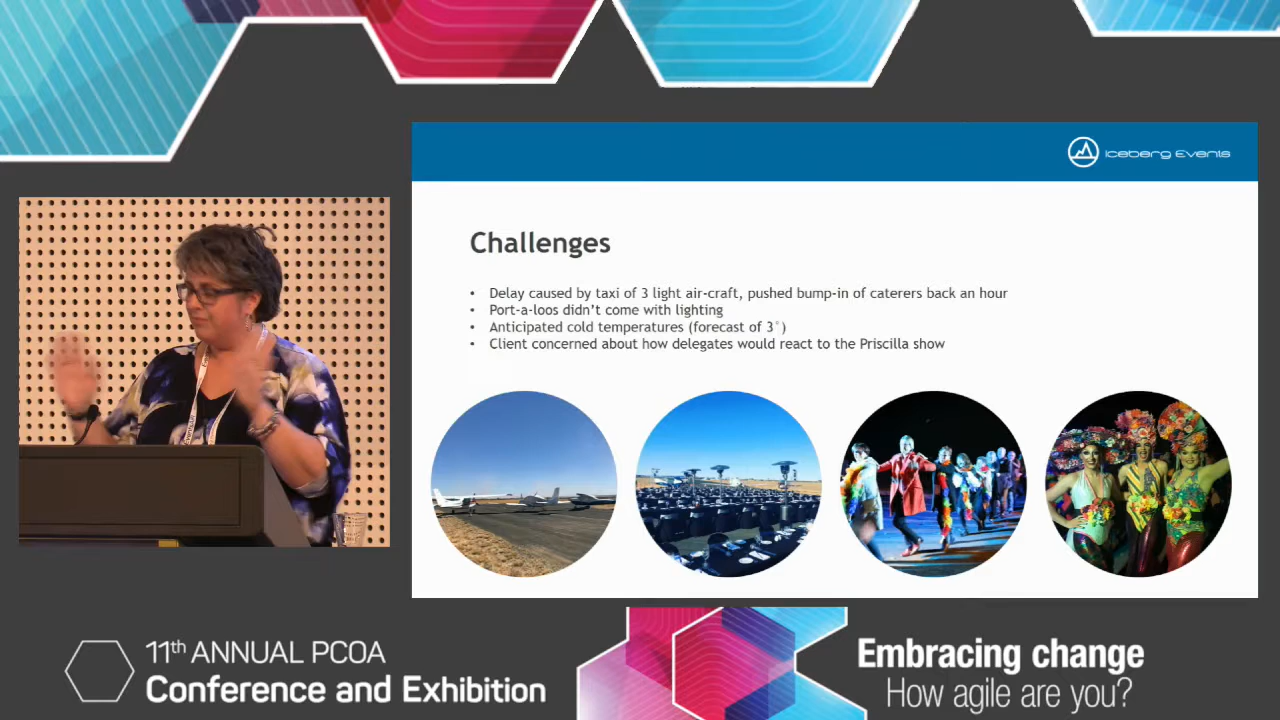 iceberg Events
Challenges
• Delay caused by taxi of 3 light air-craft, pushed bump-in of caterers back an hour
• Port-a-loos didn't come with lighting
• Anticipated cold temperatures (forecast of 3°)
• Client concerned about how delegates would react to the Priscilla show
11th ANNUAL PCOA
Conference and Exhibition
Embracing change
How agile are you?